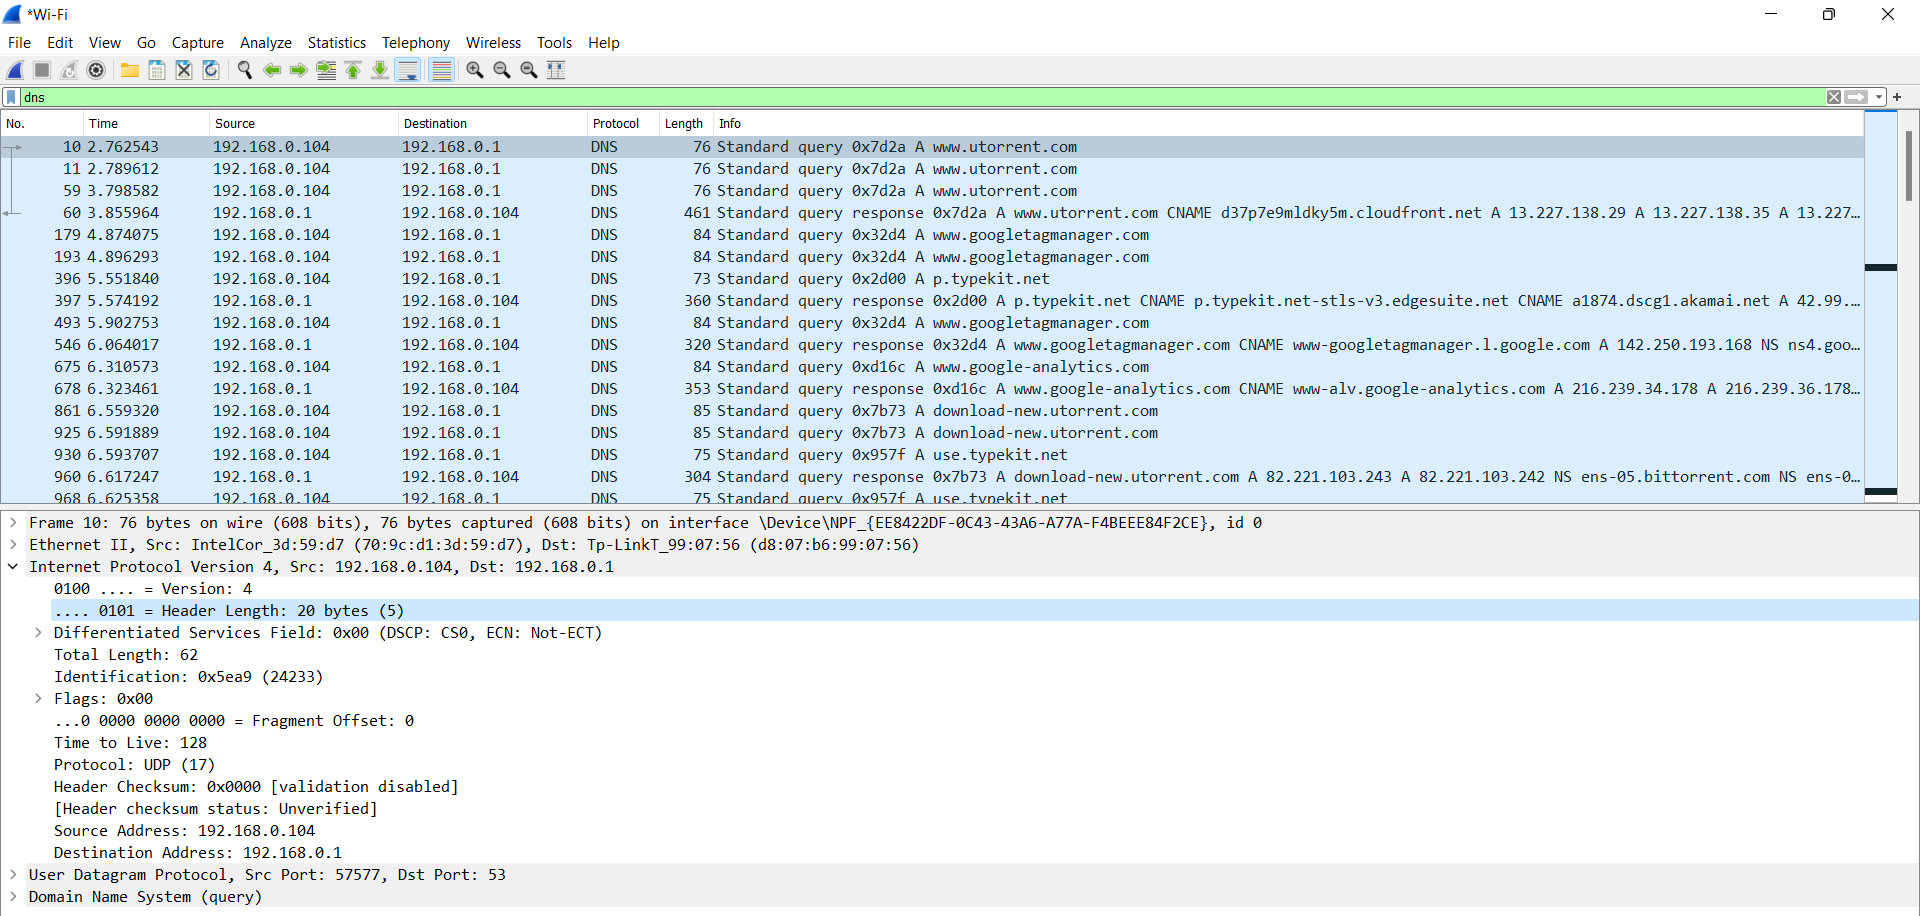 *Wi-Fi
File Edit View Go Capture Analyze Statistics Telephony Wireless Tools Help
dns
No. Time Source Destination Protocol Length Info
10 2.762543 192.168.0.104 192.168.0.1 DNS 76 Standard query 0x7d2a A www.utorrent.com
11 2.789612 192.168.0.104 192.168.0.1 DNS 76 Standard query 0x7d2a A www.utorrent.com
59 3.798582 192.168.0.104 192.168.0.1 DNS 76 Standard query 0x7d2a A www.utorrent.com
60 3.855964 192.168.0.1 192.168.0.104 DNS 461 Standard query response 0x7d2a A www.utorrent.com CNAME d37p7e9mldky5m.cloudfront.net A 13.227.138.29 A 13.227.138.35 A 13.227…
179 4.874075 192.168.0.104 192.168.0.1 DNS 84 Standard query 0x32d4 A www.googletagmanager.com
193 4.896293 192.168.0.104 192.168.0.1 DNS 84 Standard query 0x32d4 A www.googletagmanager.com
396 5.551840 192.168.0.104 192.168.0.1 DNS 73 Standard query 0x2d00 A p.typekit.net
397 5.574192 192.168.0.1 192.168.0.104 DNS 360 Standard query response 0x2d00 A p.typekit.net CNAME p.typekit.net-stls-v3.edgesuite.net CNAME a1874.dscg1.akamai.net A 42.99.…
493 5.902753 192.168.0.104 192.168.0.1 DNS 84 Standard query 0x32d4 A www.googletagmanager.com
546 6.064017 192.168.0.1 192.168.0.104 DNS 320 Standard query response 0x32d4 A www.googletagmanager.com CNAME www-googletagmanager.l.google.com A 142.250.193.168 NS ns4.goo…
675 6.310573 192.168.0.104 192.168.0.1 DNS 84 Standard query 0xd16c A www.google-analytics.com
678 6.323461 192.168.0.1 192.168.0.104 DNS 353 Standard query response 0xd16c A www.google-analytics.com CNAME www-alv.google-analytics.com A 216.239.34.178 A 216.239.36.178…
861 6.559320 192.168.0.104 192.168.0.1 DNS 85 Standard query 0x7b73 A download-new.utorrent.com
925 6.591889 192.168.0.104 192.168.0.1 DNS 85 Standard query 0x7b73 A download-new.utorrent.com
930 6.593707 192.168.0.104 192.168.0.1 DNS 75 Standard query 0x957f A use.typekit.net
960 6.617247 192.168.0.1 192.168.0.104 DNS 304 Standard query response 0x7b73 A download-new.utorrent.com A 82.221.103.243 A 82.221.103.242 NS ens-05.bittorrent.com NS ens-0…
968 6.625358 192.168.0.104 192.168.0.1 DNS 75 Standard query 0x957f A use.typekit.net
Frame 10: 76 bytes on wire (608 bits), 76 bytes captured (608 bits) on interface \Device\NPF_{EE8422DF-0C43-43A6-A77A-F4BEEE84F2CE}, id 0
Ethernet II, Src: IntelCor_3d:59:d7 (70:9c:d1:3d:59:d7), Dst: Tp-LinkT_99:07:56 (d8:07:b6:99:07:56)
Internet Protocol Version 4, Src: 192.168.0.104, Dst: 192.168.0.1
0100 .... = Version: 4
.... 0101 = Header Length: 20 bytes (5)
Differentiated Services Field: 0x00 (DSCP: CS0, ECN: Not-ECT)
Total Length: 62
Identification: 0x5ea9 (24233)
Flags: 0x00
...0 0000 0000 0000 = Fragment Offset: 0
Time to Live: 128
Protocol: UDP (17)
Header Checksum: 0x0000 [validation disabled]
[Header checksum status: Unverified]
Source Address: 192.168.0.104
Destination Address: 192.168.0.1
User Datagram Protocol, Src Port: 57577, Dst Port: 53
Domain Name System (query)